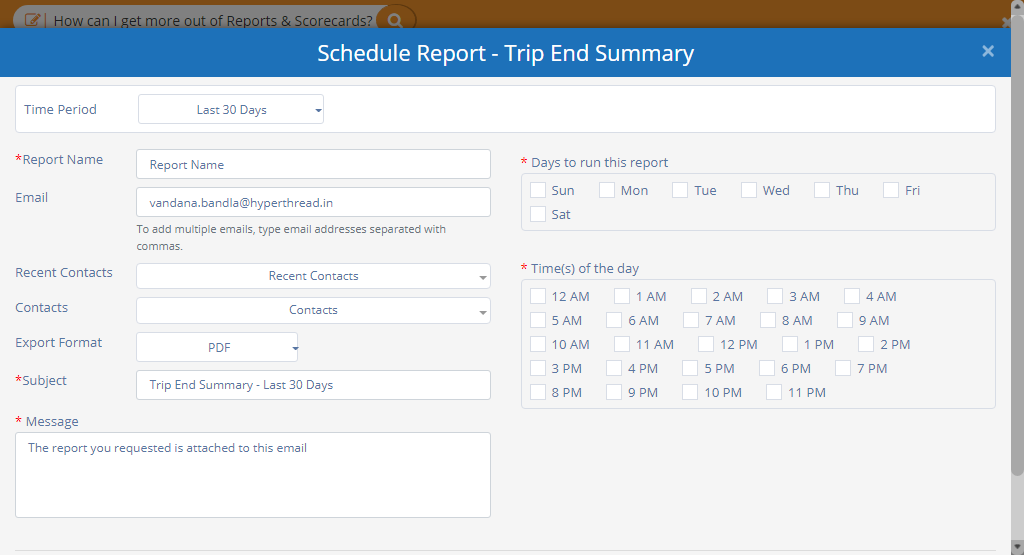 How can I get more out of Reports & Scorecards?
Schedule Report - Trip End Summary
Time Period
Last 30 Days
*Report Name
Report Name
Email
vandana.bandla@hyperthread.in
To add multiple emails, type email addresses separated with
commas.
Recent Contacts
Recent Contacts
Contacts
Contacts
Export Format
PDF
*Subject
Trip End Summary - Last 30 Days
* Message
The report you requested is attached to this email
* Days to run this report
Sun Mon Tue Wed Thu Fri
Sat
* Time(s) of the day
12 AM 1 AM 2 AM 3 AM 4 AM
5 AM 6 AM 7 AM 8 AM 9 AM
10 AM 11 AM 12 PM 1 PM 2 PM
3 PM 4 PM 5 PM 6 PM 7 PM
8 PM 9 PM 10 PM 11 PM